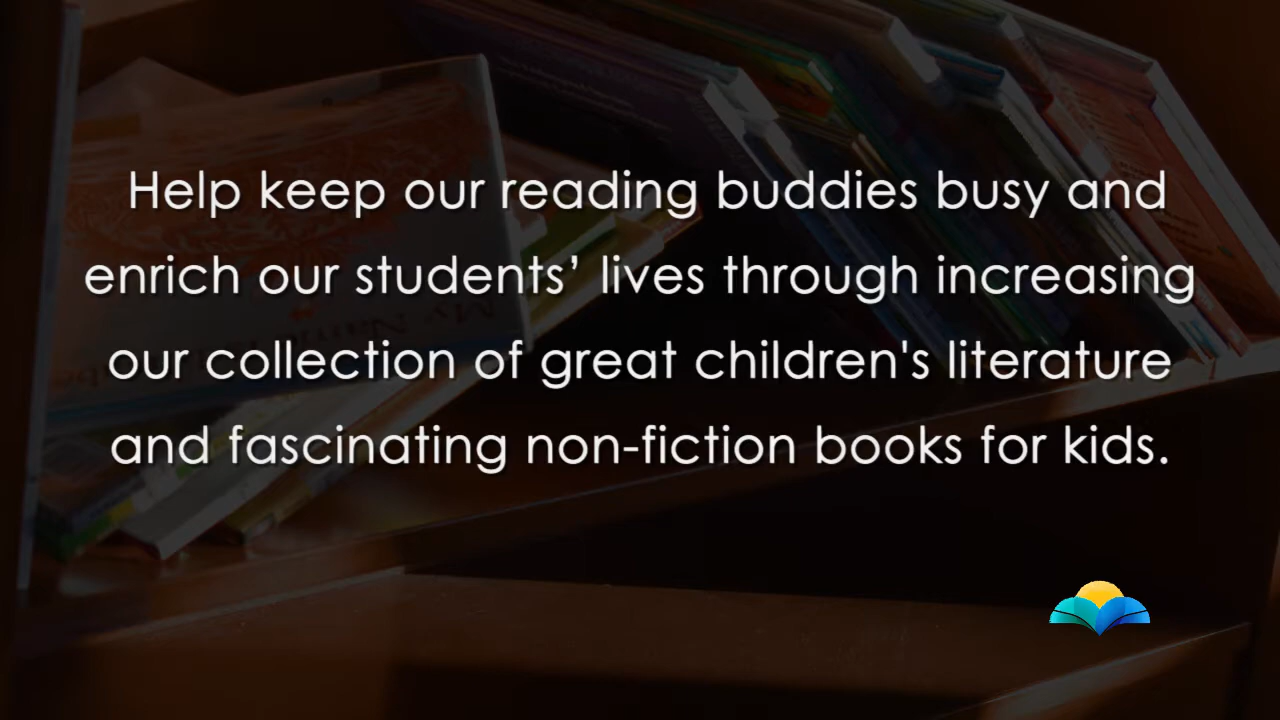 Help keep our reading buddies busy and
enrich our students’ lives through increasing
our collection of great children's literature
and fascinating non-fiction books for kids.